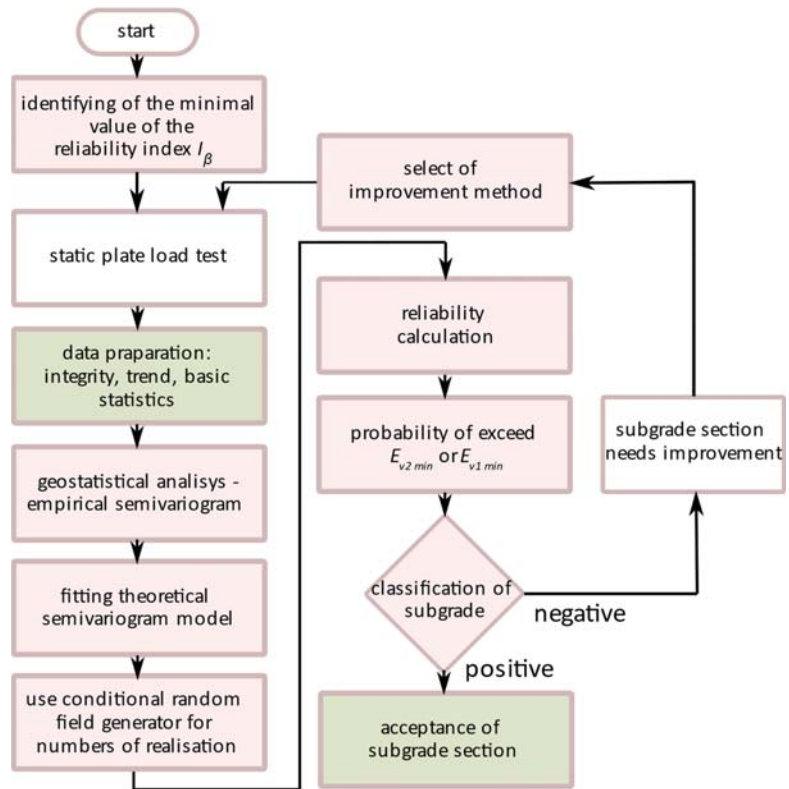 start
identifying of the minimal
value of the
reliability index I_β
static plate load test
data praparation:
integrity, trend, basic
statistics
geostatistical analisys -
empirical semivariogram
fitting theoretical
semivariogram model
use conditional random
field generator for
numbers of realisation
select of
improvement method
reliability
calculation
probability of exceed
E_v2 min or E_v1 min
classification of
subgrade
negative
positive
acceptance of
subgrade section
subgrade section
needs improvement